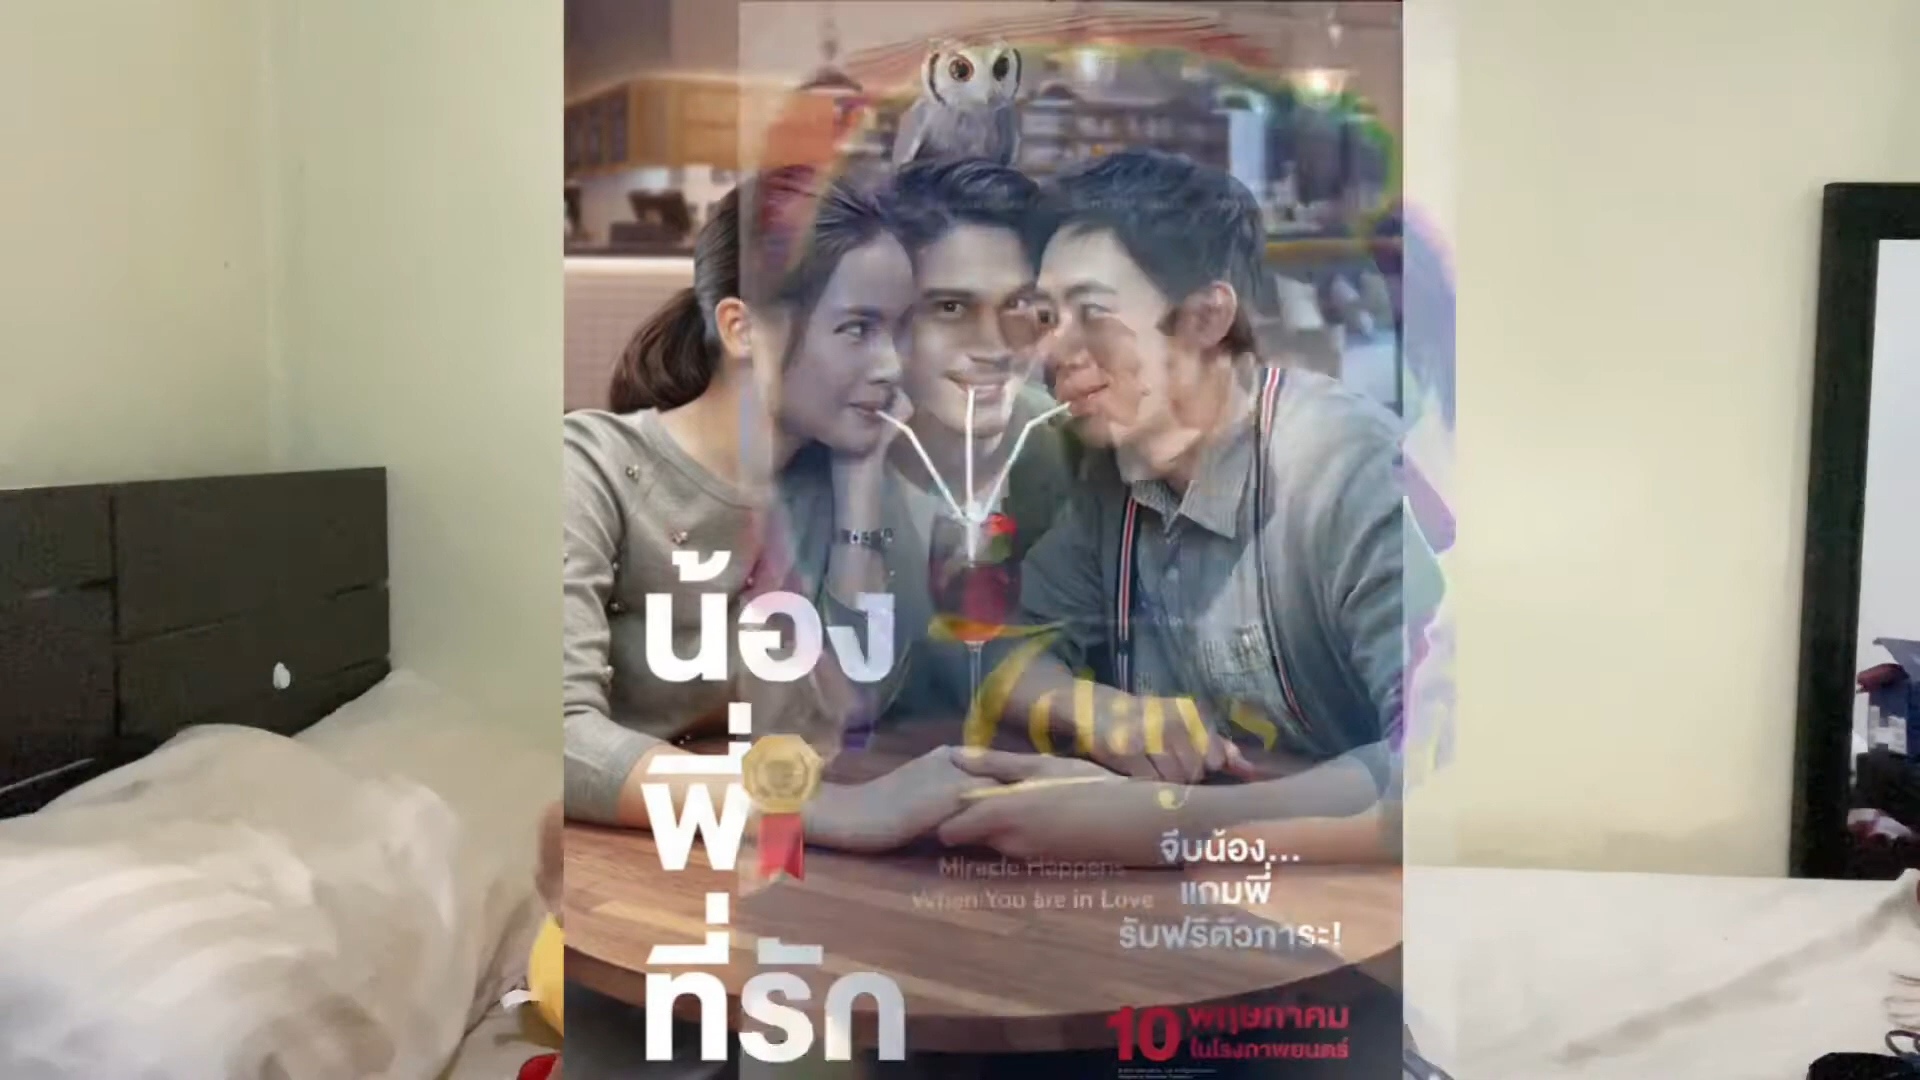 น้อง
พี่
ที่รัก
7 days
Miracle Happens
When You are in Love
จีบน้อง...
แถมพี่
รับฟรีตัวภาระ!
10 พฤษภาคม
ในโรงภาพยนตร์